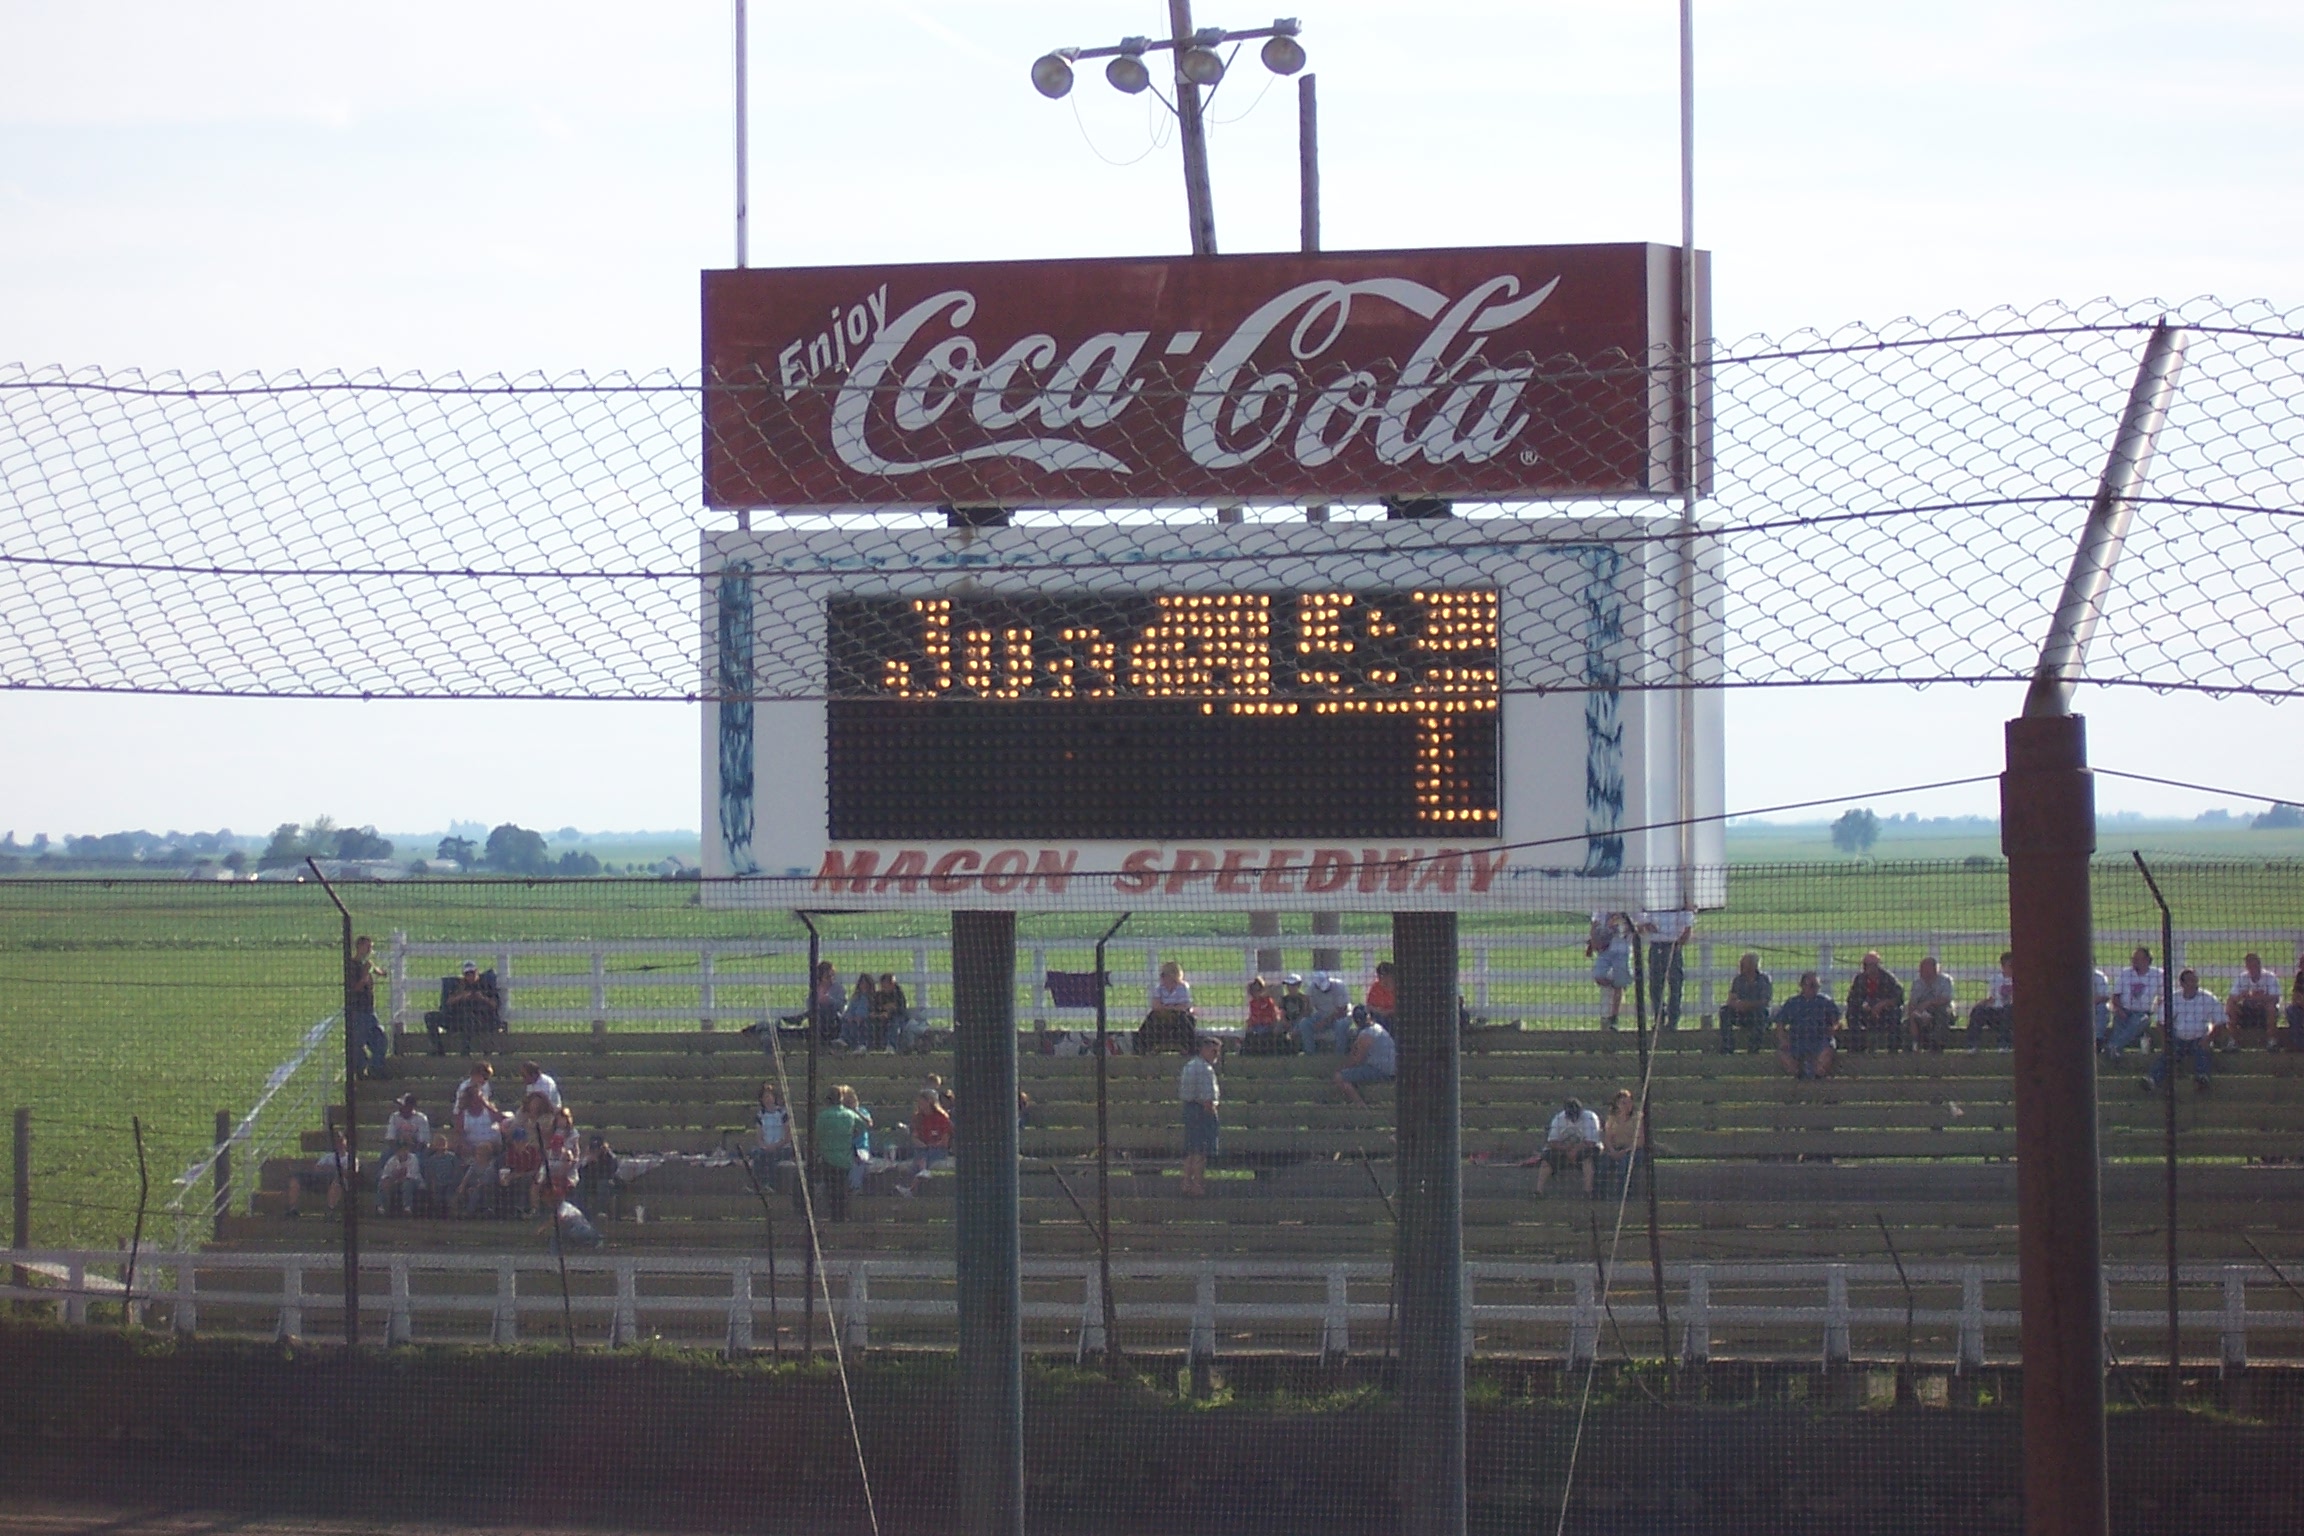 Enjoy
Coca-Cola
®
MACON SPEEDWAY